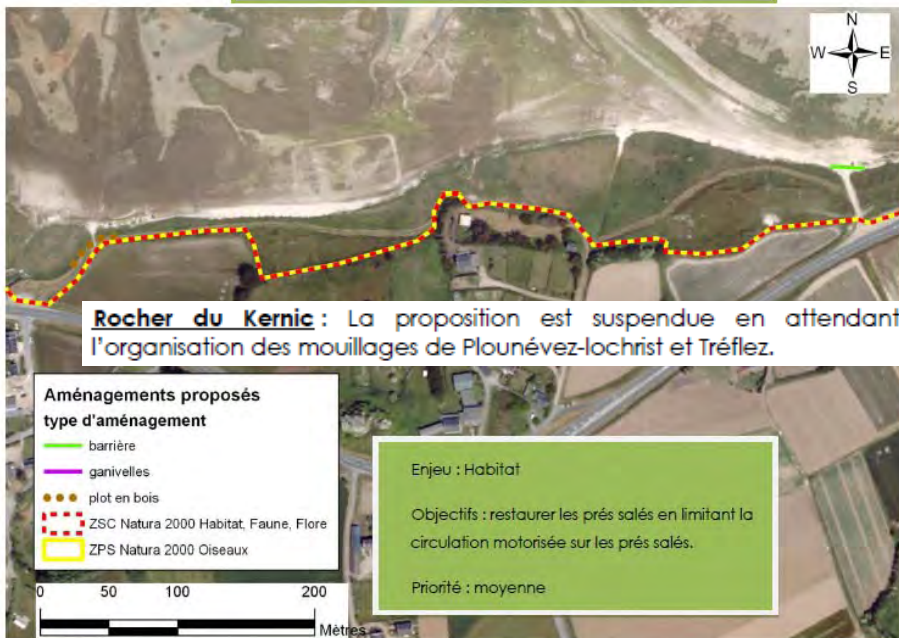 N
W E
S
Rocher du Kernic : La proposition est suspendue en attendant
l'organisation des mouillages de Plounévez-lochrist et Tréflez.
Aménagements proposés
type d'aménagement
barrière
ganivelles
plot en bois
ZSC Natura 2000 Habitat, Faune, Flore
ZPS Natura 2000 Oiseaux
0 50 100 200
Mètres
Enjeu : Habitat
Objectifs : restaurer les prés salés en limitant la
circulation motorisée sur les prés salés.
Priorité : moyenne